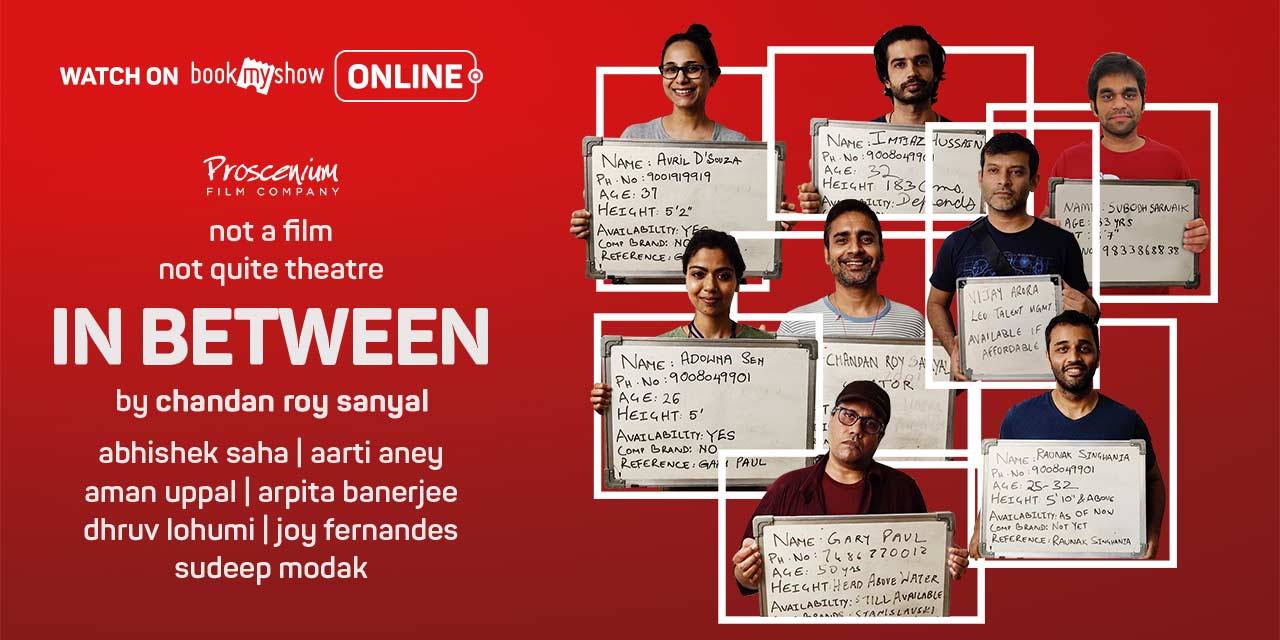 WATCH ON bookmyshow ONLINE
Proscenium
FILM COMPANY
not a film
not quite theatre
IN BETWEEN
by chandan roy sanyal
abhishek saha | aarti aney
aman uppal | arpita banerjee
dhruv lohumi | joy fernandes
sudeep modak
NAME: AVRIL D'SOUZA
PH.NO: 9001919919
AGE: 37
HEIGHT: 5'2"
AVAILABILITY: YES
COMP BRAND: NO
REFERENCE: G
NAME: IMTIAZ HUSSAIN
PH.NO: 9008049901
AGE: 32
HEIGHT: 183cms.
AVAILABILITY: Depends
NAME: SUBODH SARNAIK
AGE: 33 YRS
5'7"
9833868838
VIJAY ARORA
LEO TALENT MGMT
AVAILABLE IF
AFFORDABLE
NAME: ADOWNA SEN
PH.NO: 9008049901
AGE: 26
HEIGHT: 5'
AVAILABILITY: YES
COMP BRAND: NO
REFERENCE: GARY PAUL
CHANDAN ROY SANYAL
NAME: RAUNAK SINGHANIA
PH.NO: 9008049901
AGE: 25-32
HEIGHT: 5'10" & ABOVE
AVAILABILITY: AS OF NOW
COMP BRAND: NOT YET
REFERENCE: RAUNAK SINGHANIA
NAME: GARY PAUL
PH.NO: 7486770012
AGE: 50 yrs
HEIGHT: HEAD ABOVE WATER
AVAILABILITY: STILL AVAILABLE
BRANDS: STANISLAVSKI